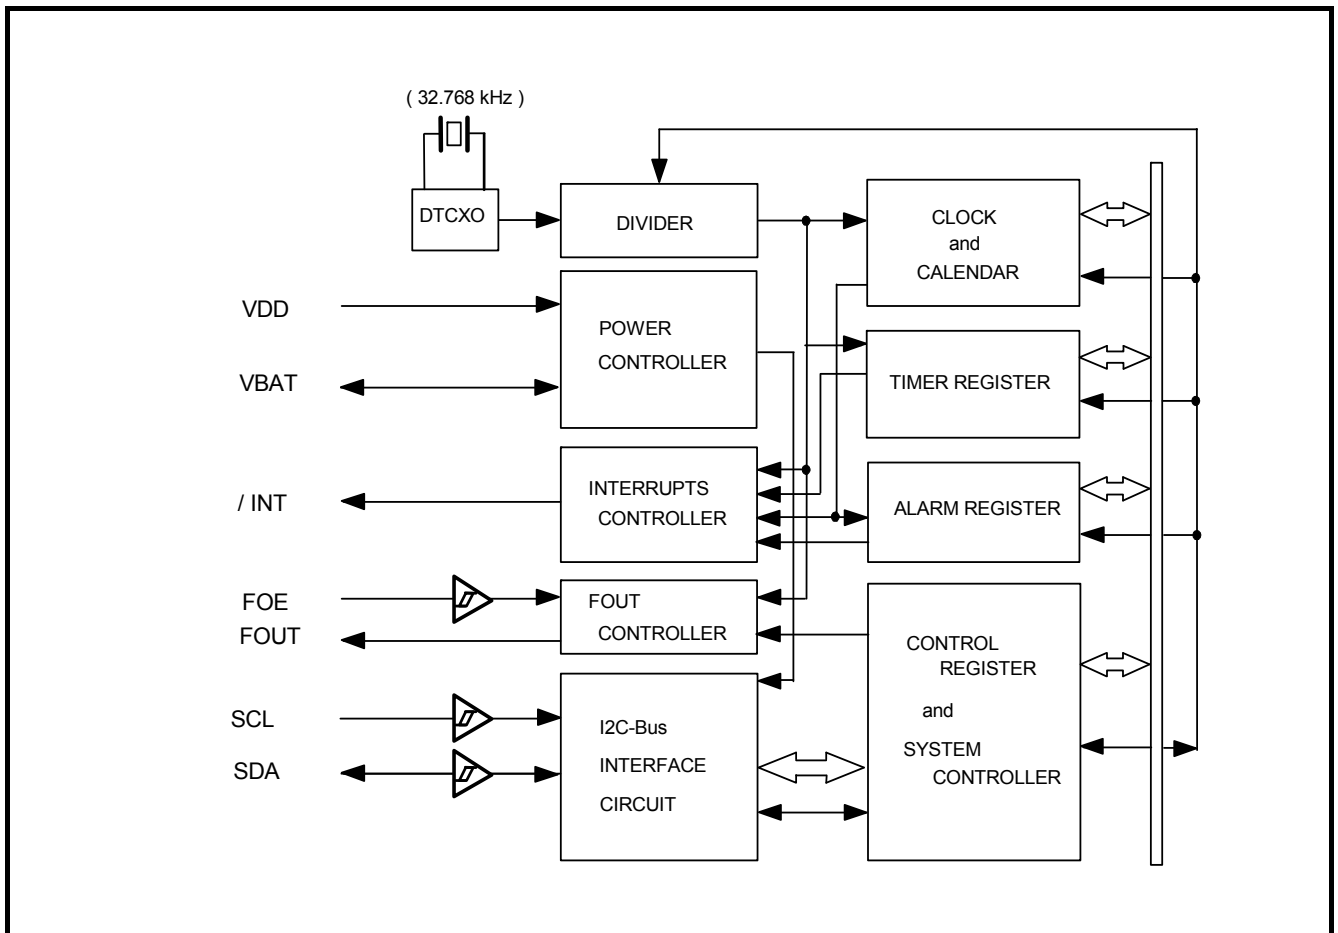 ( 32.768 kHz )
DTCXO
DIVIDER
CLOCK
and
CALENDAR
VDD
VBAT
POWER
CONTROLLER
TIMER REGISTER
/ INT
INTERRUPTS
CONTROLLER
ALARM REGISTER
FOE
FOUT
FOUT
CONTROLLER
CONTROL
REGISTER
and
SYSTEM
CONTROLLER
SCL
SDA
I2C-Bus
INTERFACE
CIRCUIT